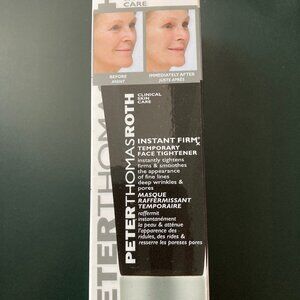 CARE
BEFORE
AVANT
IMMEDIATELY AFTER
JUSTE APRÈS
PETERTHOMASROTH
CLINICAL
SKIN
CARE
INSTANT FIRMx
TEMPORARY
FACE TIGHTENER
instantly tightens
firms & smoothes
the appearance
of fine lines
deep wrinkles &
pores
MASQUE
RAFFERMISSANT
TEMPORAIRE
raffermit
instantanément
la peau & atténue
l'apparence des
ridules, des rides &
resserre les poreses pores